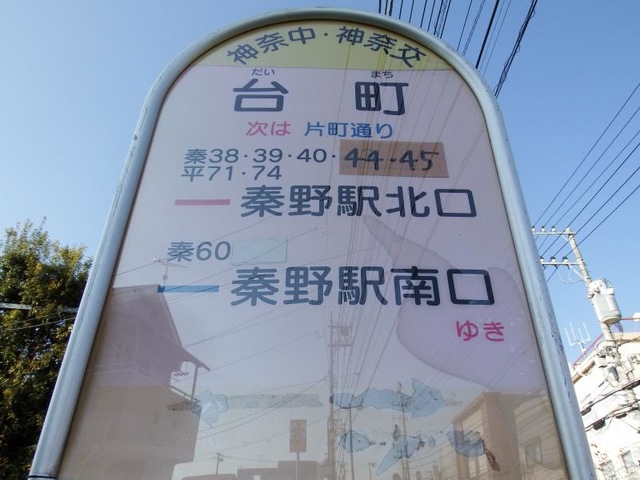 神奈中・神奈交
だい まち
台 町
次は 片町通り
秦38・39・40・44・45
平71・74
秦野駅北口
秦60
秦野駅南口
ゆき